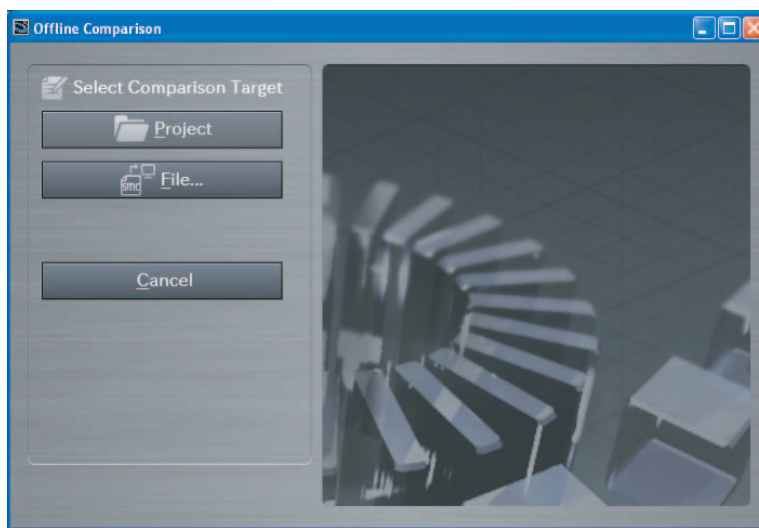 Offline Comparison
Select Comparison Target
Project
smc
File...
Cancel